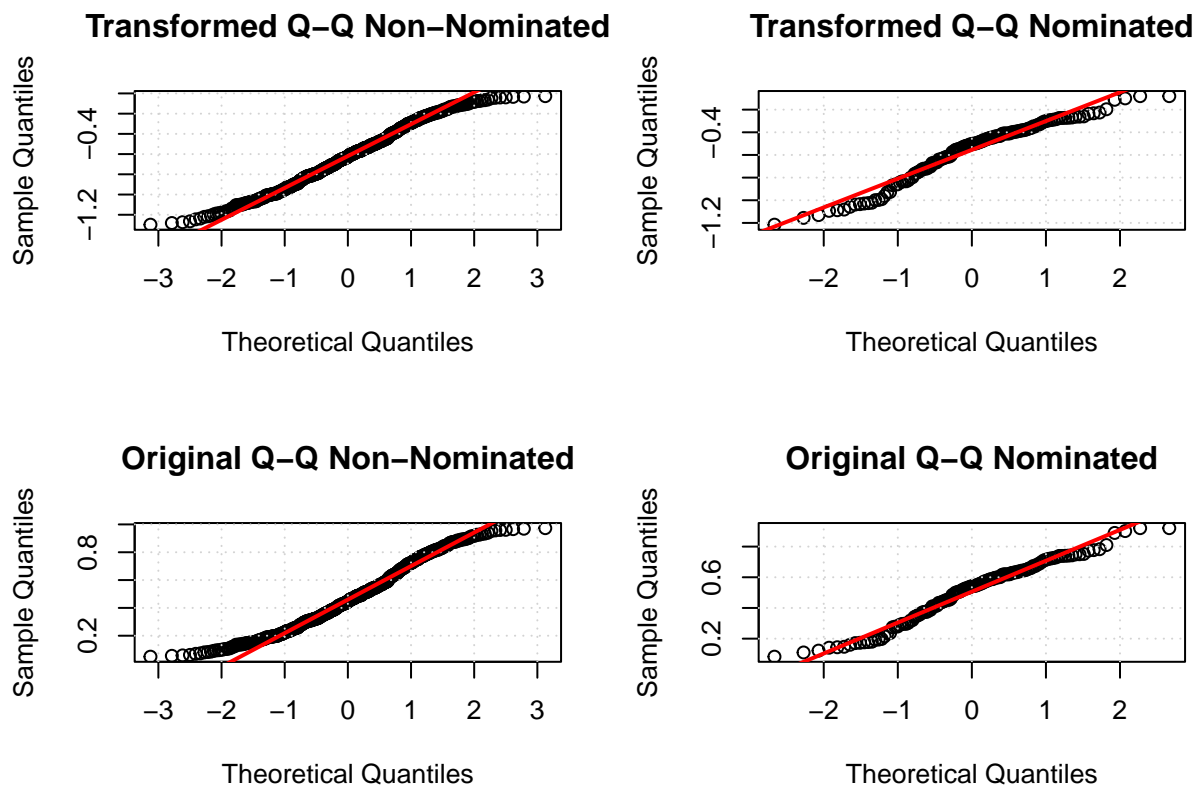 Transformed Q−Q Non−Nominated
Sample Quantiles
−0.4
−1.2
−3 −2 −1 0 1 2 3
Theoretical Quantiles
Transformed Q−Q Nominated
Sample Quantiles
−0.4
−1.2
−2 −1 0 1 2
Theoretical Quantiles
Original Q−Q Non−Nominated
Sample Quantiles
0.8
0.2
−3 −2 −1 0 1 2 3
Theoretical Quantiles
Original Q−Q Nominated
Sample Quantiles
0.6
0.2
−2 −1 0 1 2
Theoretical Quantiles